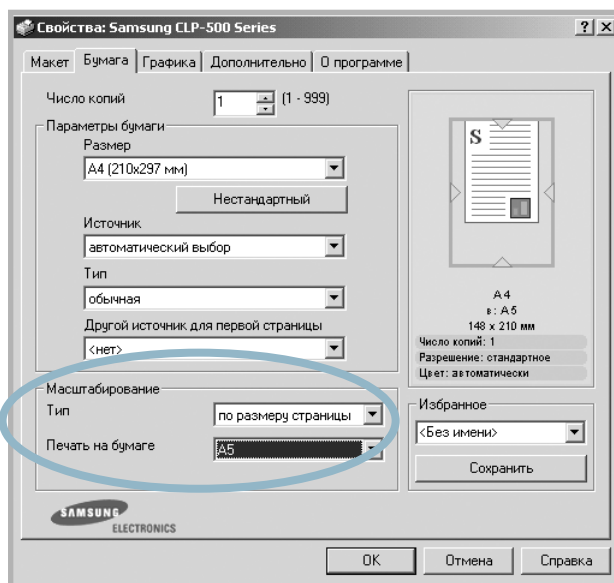 Свойства: Samsung CLP-500 Series
Макет Бумага Графика Дополнительно О программе
Число копий 1 (1 - 999)
Параметры бумаги
Размер
A4 (210x297 мм)
Нестандартный
Источник
автоматический выбор
Тип
обычная
Другой источник для первой страницы
<нет>
S
A4
в: A5
148 x 210 мм
Число копий: 1
Разрешение: стандартное
Цвет: автоматически
Масштабирование
Тип по размеру страницы
Печать на бумаге A5
Избранное
<Без имени>
Сохранить
SAMSUNG
ELECTRONICS
OK Отмена Справка